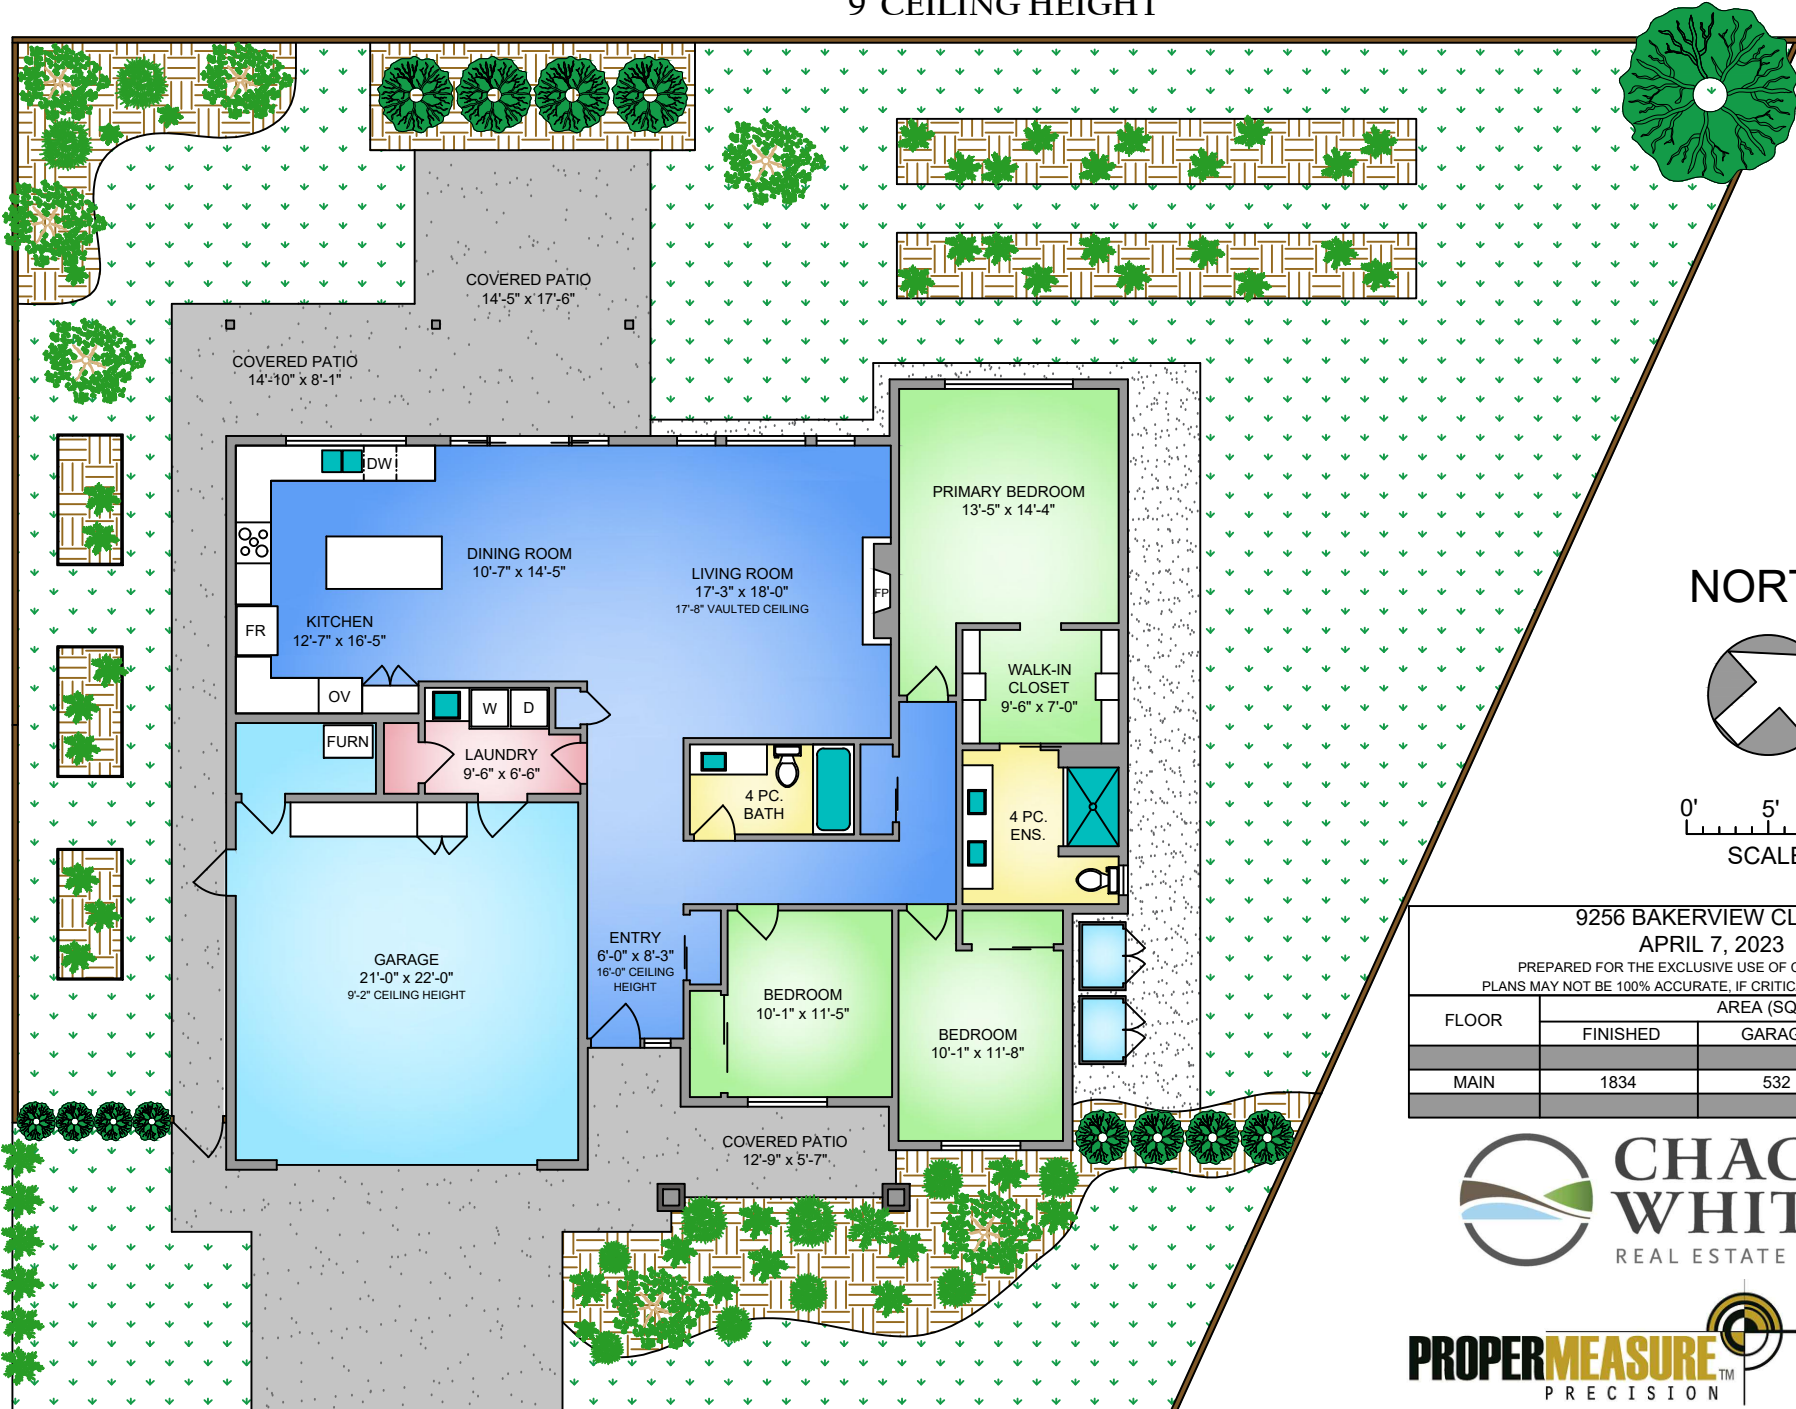 9' CEILING HEIGHT
COVERED PATIO
14'-5" x 17'-6"
COVERED PATIO
14'-10" x 8'-1"
DW
PRIMARY BEDROOM
13'-5" x 14'-4"
DINING ROOM
10'-7" x 14'-5"
LIVING ROOM
17'-3" x 18'-0"
17'-8" VAULTED CEILING
FP
FR
KITCHEN
12'-7" x 16'-5"
OV
W
D
WALK-IN
CLOSET
9'-6" x 7'-0"
FURN
LAUNDRY
9'-6" x 6'-6"
4 PC.
BATH
4 PC.
ENS.
GARAGE
21'-0" x 22'-0"
9'-2" CEILING HEIGHT
ENTRY
6'-0" x 8'-3"
16'-0" CEILING
HEIGHT
BEDROOM
10'-1" x 11'-5"
BEDROOM
10'-1" x 11'-8"
COVERED PATIO
12'-9" x 5'-7"
NORT
0' 5'
SCALE
9256 BAKERVIEW CL
APRIL 7, 2023
PREPARED FOR THE EXCLUSIVE USE OF
PLANS MAY NOT BE 100% ACCURATE, IF CRITIC
FLOOR
AREA (SQ
FINISHED GARAG
MAIN 1834 532
CHAC
WHIT
REAL ESTATE
PROPERMEASURE TM
PRECISION